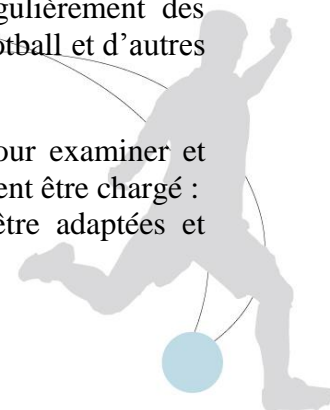 gulièrement des
otball et d’autres
our examiner et
ent être chargé :
être adaptées et